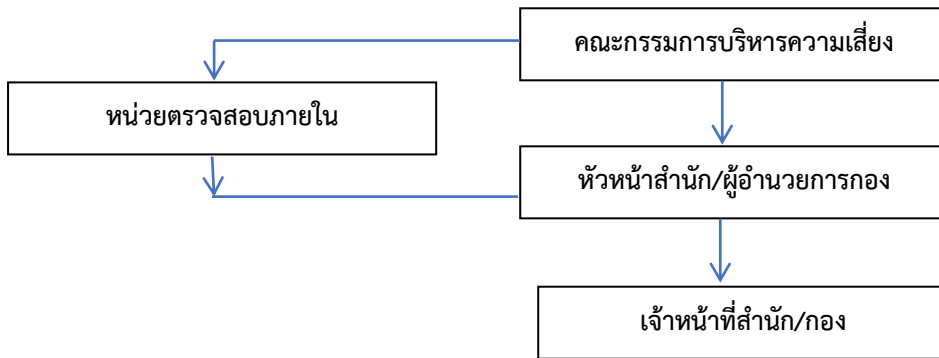 คณะกรรมการบริหารความเสี่ยง
หน่วยตรวจสอบภายใน
หัวหน้าสำนัก/ผู้อำนวยการกอง
เจ้าหน้าที่สำนัก/กอง